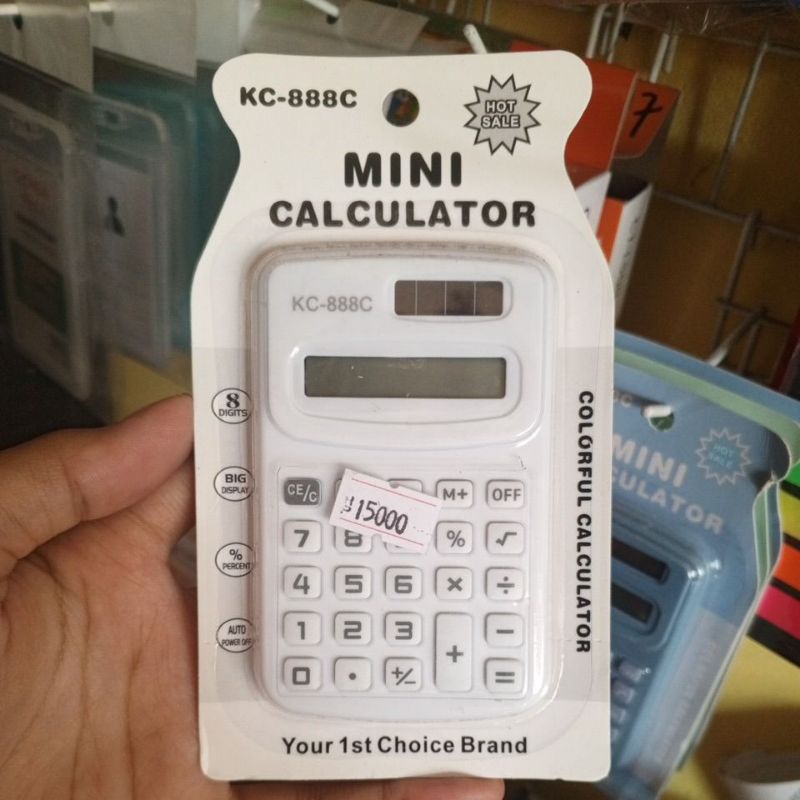 KC-888C
HOT
SALE
MINI
CALCULATOR
KC-888C
8
DIGITS
BIG
DISPLAY
%
PERCENT
AUTO
POWER OFF
COLORFUL CALCULATOR
CE/C M+ OFF
15000
7 8 % √
4 5 6 × ÷
1 2 3 + −
0 . +/− =
Your 1st Choice Brand
7
MINI
HOT
SALE
ULATOR